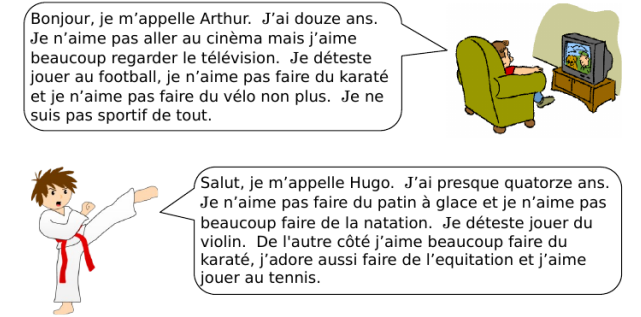 Bonjour, je m'appelle Arthur.  J'ai douze ans.
Je n'aime pas aller au cinèma mais j'aime
beaucoup regarder le télévision.  Je déteste
jouer au football, je n'aime pas faire du karaté
et je n'aime pas faire du vélo non plus.  Je ne
suis pas sportif de tout.
Salut, je m'appelle Hugo.  J'ai presque quatorze ans.
Je n'aime pas faire du patin à glace et je n'aime pas
beaucoup faire de la natation.  Je déteste jouer du
violin.  De l'autre côté j'aime beaucoup faire du
karaté, j'adore aussi faire de l'equitation et j'aime
jouer au tennis.